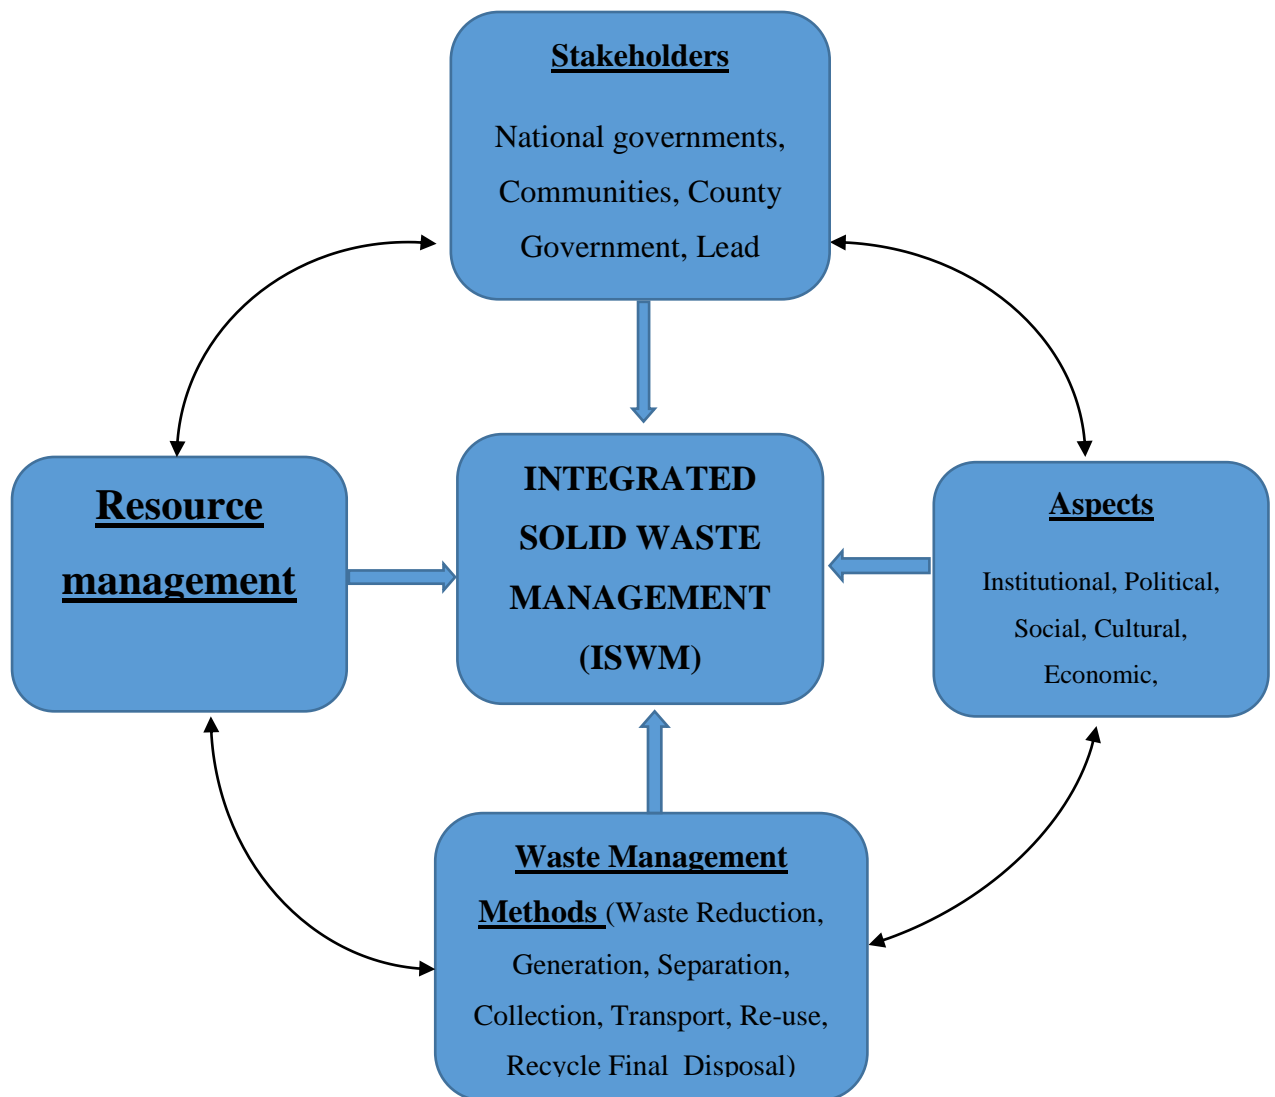 Stakeholders
National governments,
Communities, County
Government, Lead
Resource
management
INTEGRATED
SOLID WASTE
MANAGEMENT
(ISWM)
Aspects
Institutional, Political,
Social, Cultural,
Economic,
Waste Management
Methods (Waste Reduction,
Generation, Separation,
Collection, Transport, Re-use,
Recycle Final Disposal)